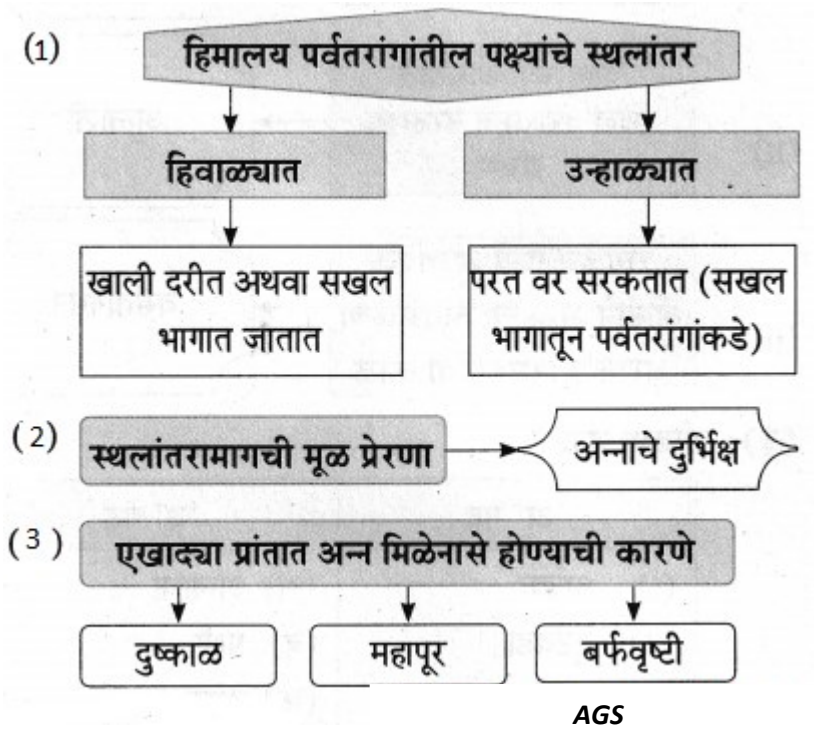 (1) हिमालय पर्वतरांगांतील पक्ष्यांचे स्थलांतर
हिवाळ्यात
उन्हाळ्यात
खाली दरीत अथवा सखल
भागात जातात
परत वर सरकतात (सखल
भागातून पर्वतरांगांकडे)
(2) स्थलांतरामागची मूळ प्रेरणा
अन्नाचे दुर्भिक्ष
(3) एखाद्या प्रांतात अन्न मिळेनासे होण्याची कारणे
दुष्काळ
महापूर
बर्फवृष्टी
AGS